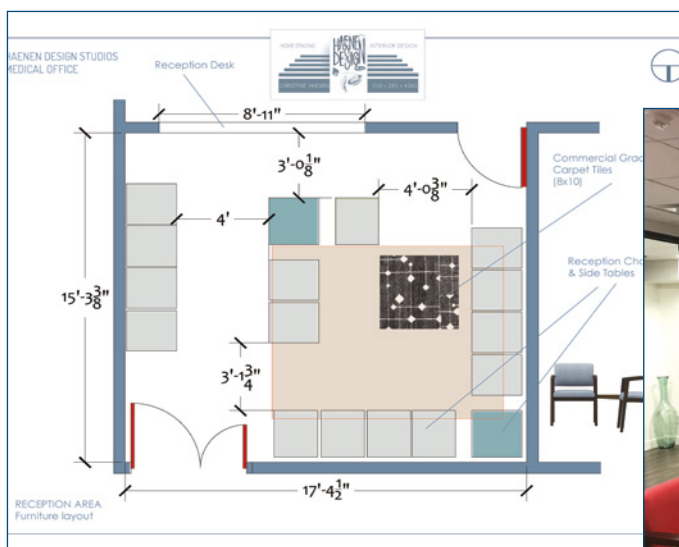 HAENEN DESIGN STUDIOS
MEDICAL OFFICE
HOME STAGING
HAENEN
DESIGN
INTERIOR DESIGN
Reception Desk
8'-11"
3'-0 1/8"
4'-0 3/8"
Commercial Grad
Carpet Tiles
(8x10)
4'
Reception Cha
& Side Tables
15'-3 3/8"
3'-1 3/4"
17'-4 1/2"
RECEPTION AREA
Furniture layout